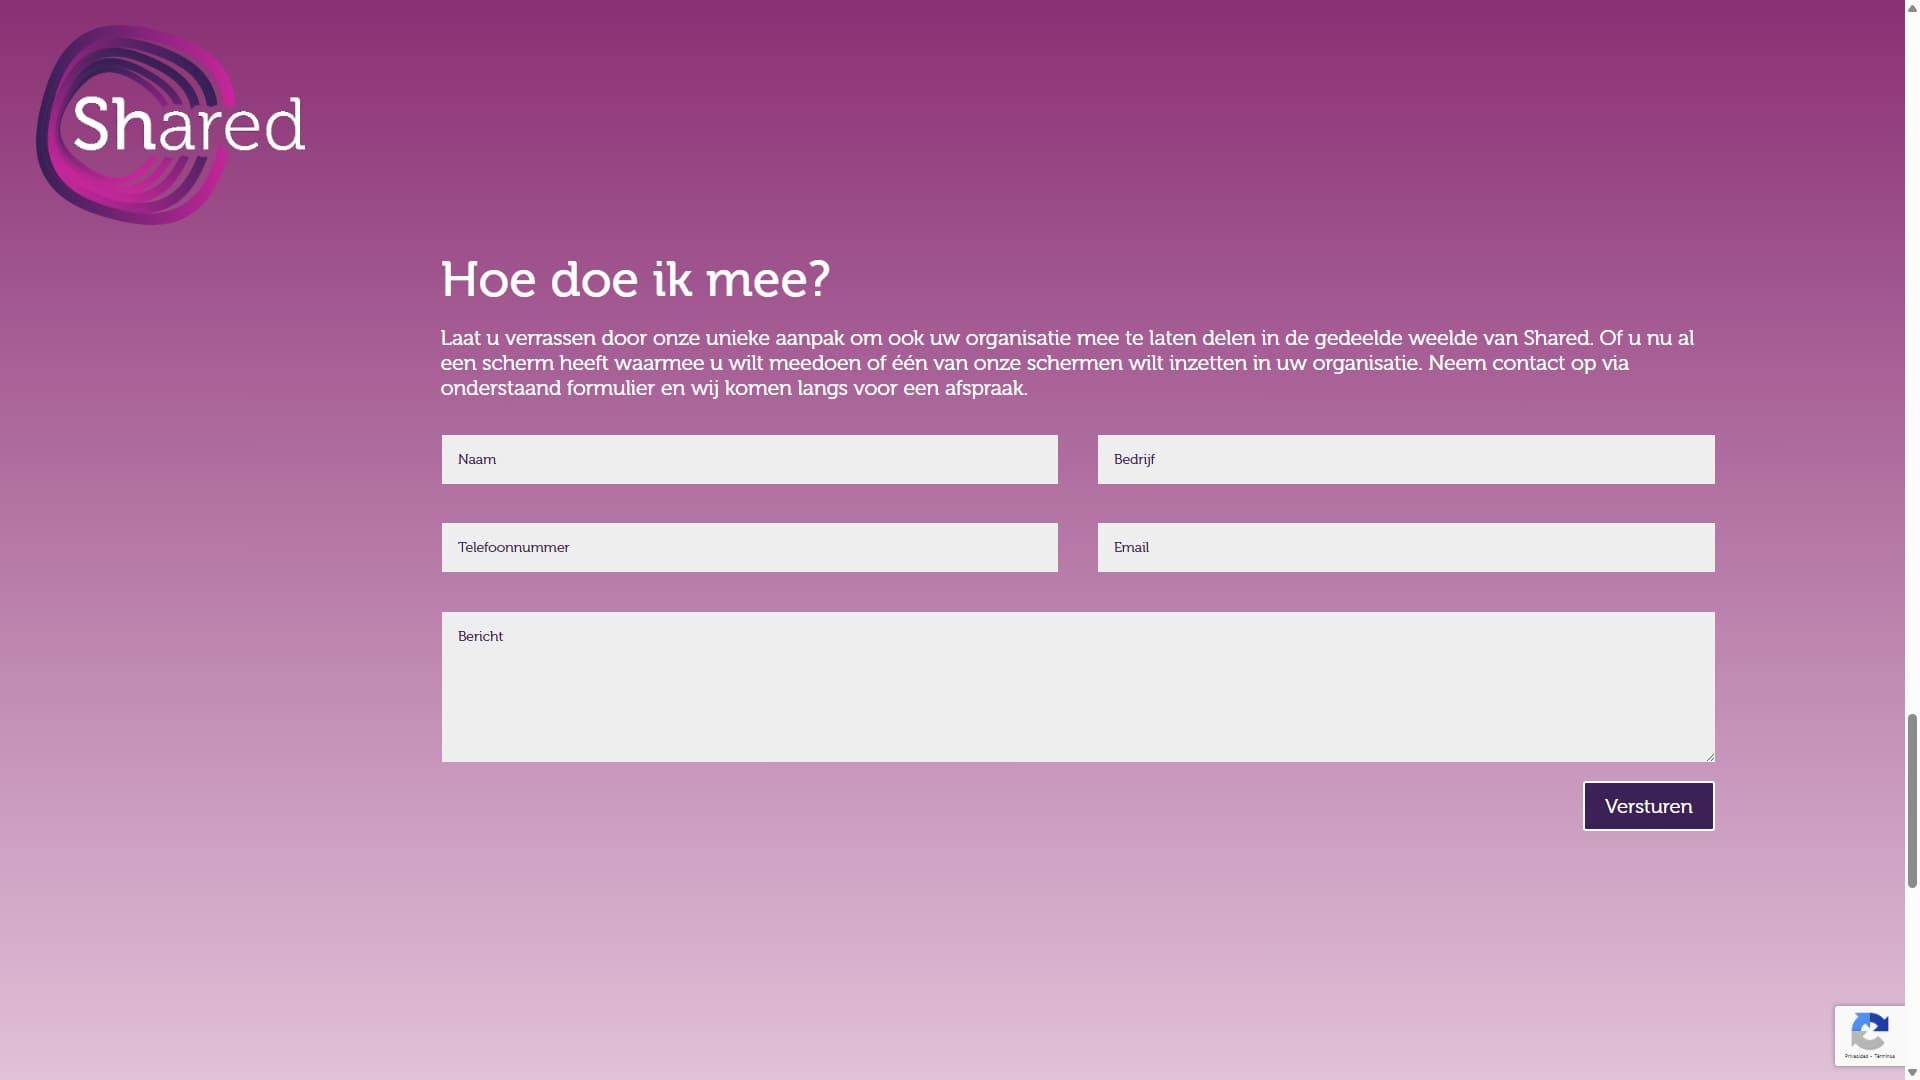 Shared
Hoe doe ik mee?
Laat u verrassen door onze unieke aanpak om ook uw organisatie mee te laten delen in de gedeelde weelde van Shared. Of u nu al
een scherm heeft waarmee u wilt meedoen of één van onze schermen wilt inzetten in uw organisatie. Neem contact op via
onderstaand formulier en wij komen langs voor een afspraak.
Naam
Bedrijf
Telefoonnummer
Email
Bericht
Versturen
Privacidad - Términos